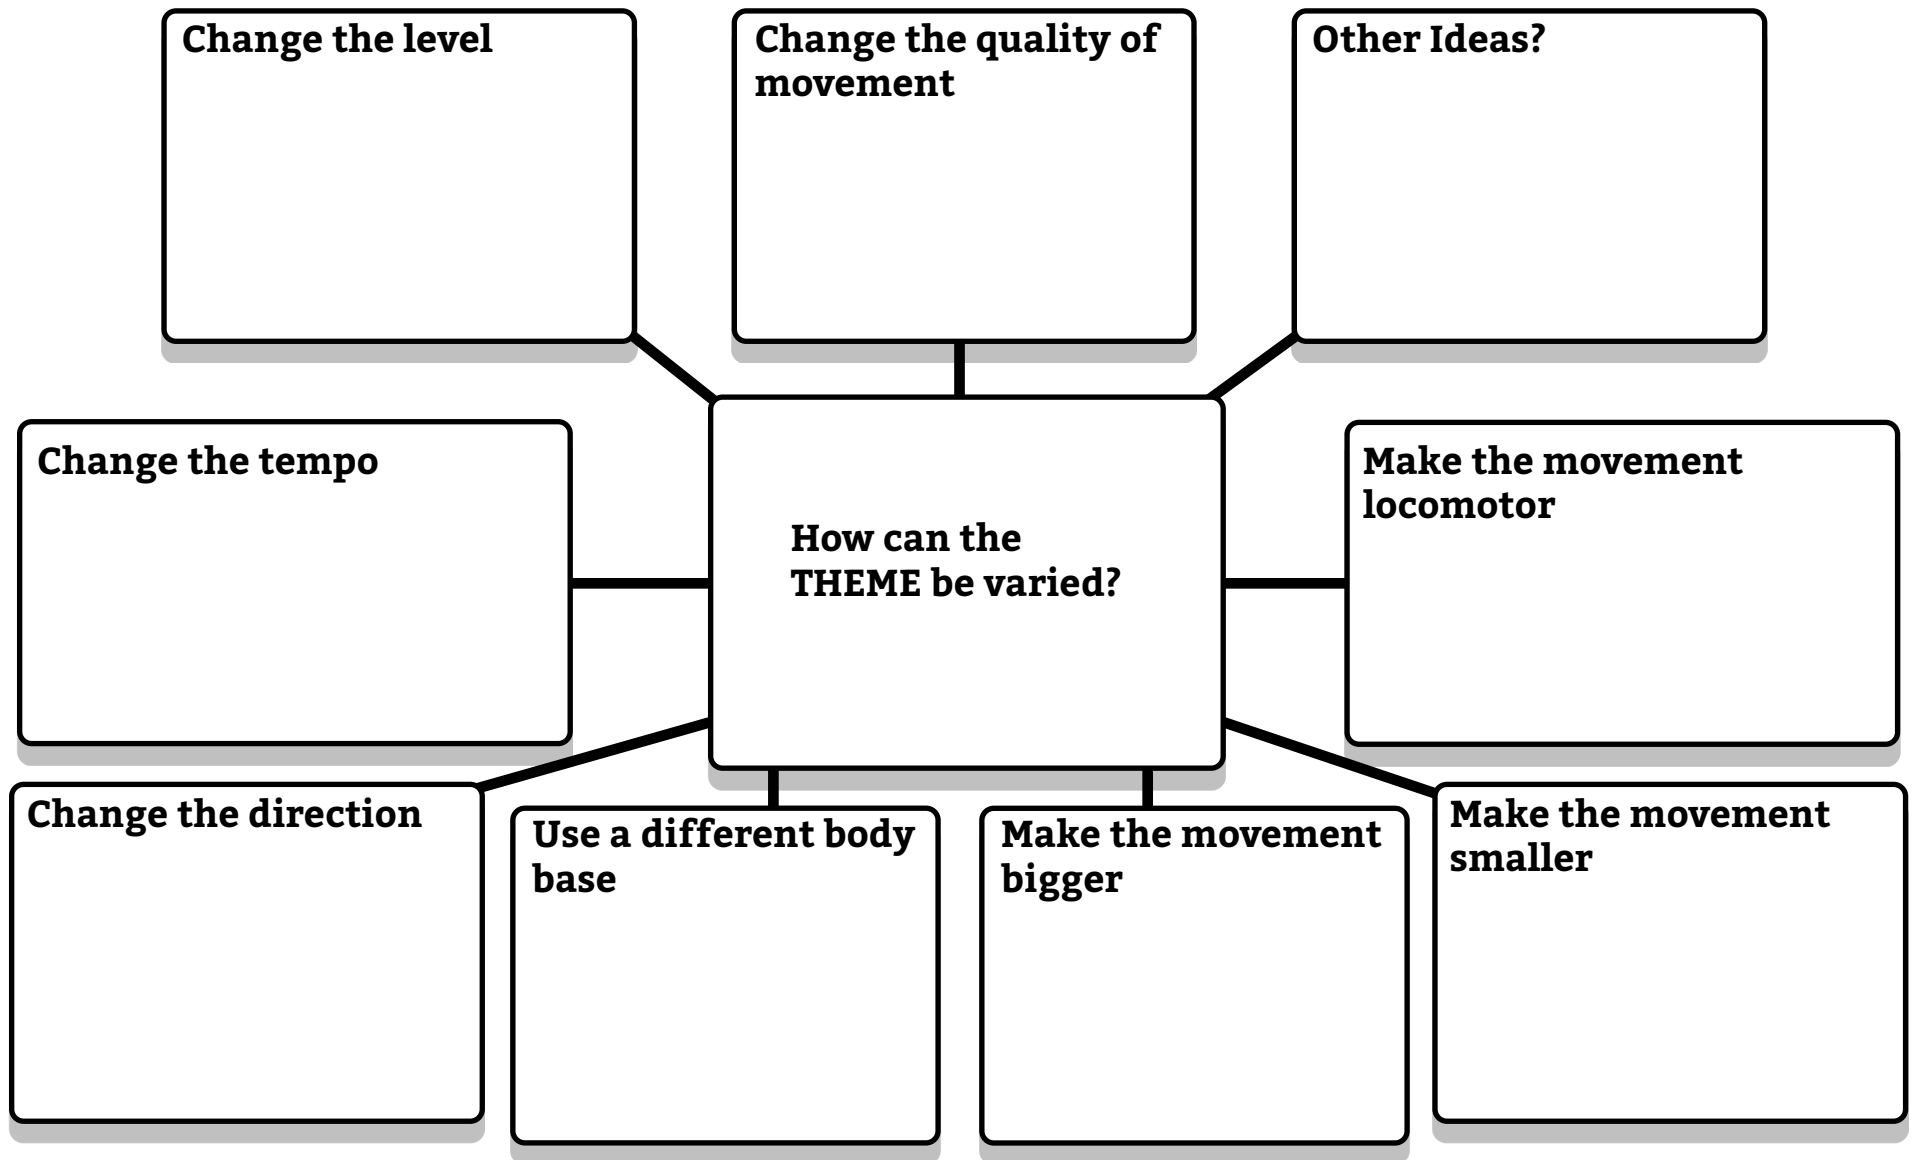 Change the level
Change the quality of
movement
Other Ideas?
Change the tempo
How can the
THEME be varied?
Make the movement
locomotor
Change the direction
Use a different body
base
Make the movement
bigger
Make the movement
smaller